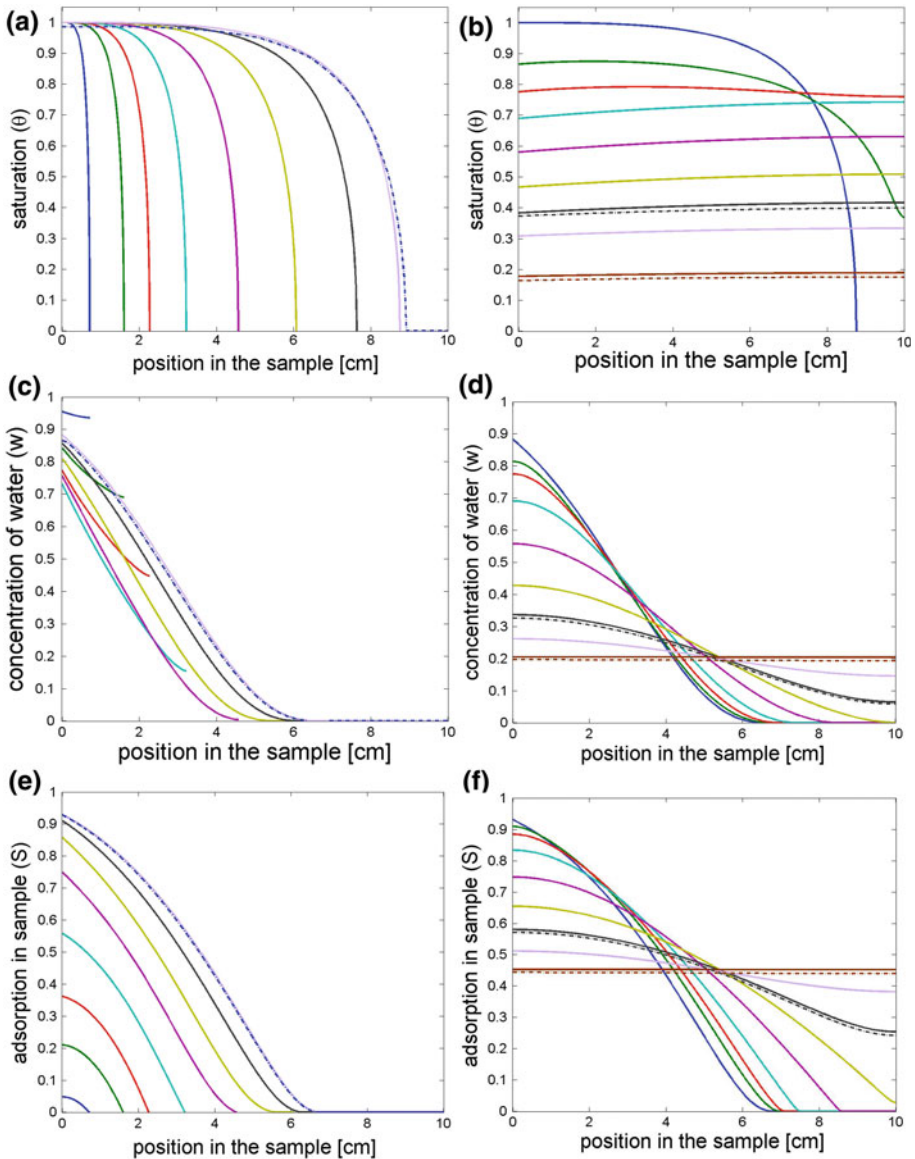 (a)
1
0.9
0.8
0.7
0.6
0.5
0.4
0.3
0.2
0.1
0
saturation (θ)
0 2 4 6 8 10
position in the sample [cm]
(b)
1
0.9
0.8
0.7
0.6
0.5
0.4
0.3
0.2
0.1
0
saturation (θ)
0 2 4 6 8 10
position in the sample [cm]
(c)
1
0.9
0.8
0.7
0.6
0.5
0.4
0.3
0.2
0.1
0
concentration of water (w)
0 2 4 6 8 10
position in the sample [cm]
(d)
1
0.9
0.8
0.7
0.6
0.5
0.4
0.3
0.2
0.1
0
concentration of water (w)
0 2 4 6 8 10
position in the sample [cm]
(e)
1
0.9
0.8
0.7
0.6
0.5
0.4
0.3
0.2
0.1
0
adsorption in sample (S)
0 2 4 6 8 10
position in the sample [cm]
(f)
1
0.9
0.8
0.7
0.6
0.5
0.4
0.3
0.2
0.1
0
adsorption in sample (S)
0 2 4 6 8 10
position in the sample [cm]